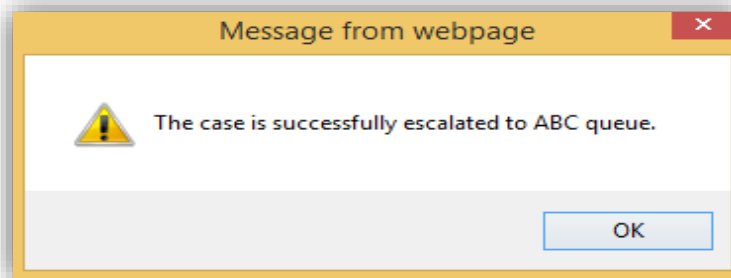 Message from webpage
The case is successfully escalated to ABC queue.
OK